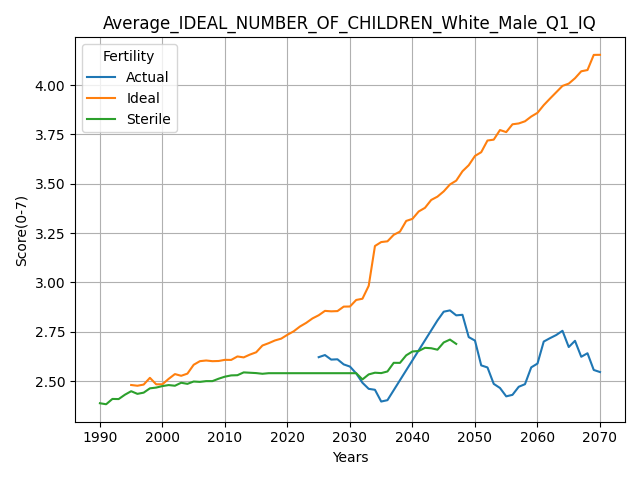 Average_IDEAL_NUMBER_OF_CHILDREN_White_Male_Q1_IQ
Fertility
Actual
Ideal
Sterile
Score(0-7)
4.00
3.75
3.50
3.25
3.00
2.75
2.50
1990 2000 2010 2020 2030 2040 2050 2060 2070
Years